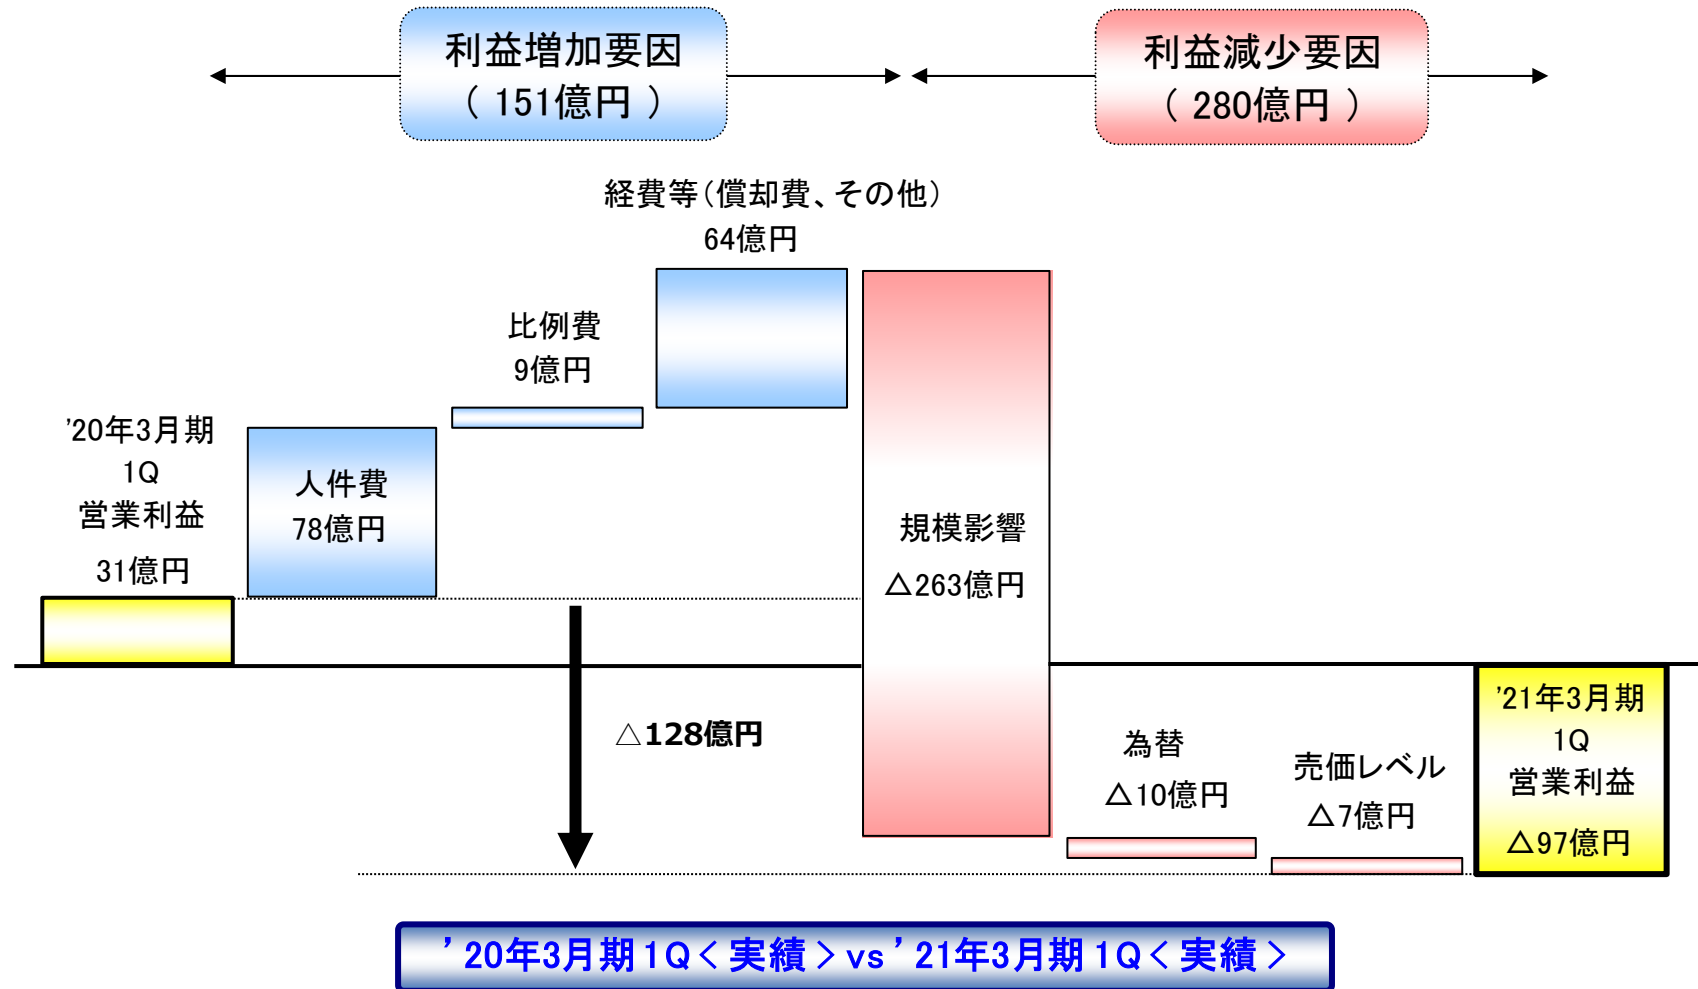 利益増加要因
（ 151億円 ）
利益減少要因
（ 280億円 ）
経費等（償却費、その他）
64億円
比例費
9億円
'20年3月期
1Q
営業利益
31億円
人件費
78億円
規模影響
△263億円
△128億円
為替
△10億円
売価レベル
△7億円
'21年3月期
1Q
営業利益
△97億円
’20年3月期 1Q＜ 実績 ＞vs ’21年3月期 1Q＜ 実績 ＞